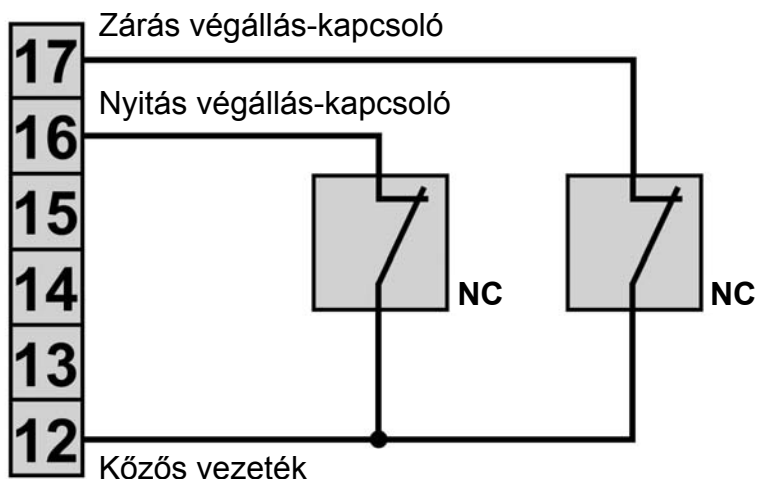 Zárás végállás-kapcsoló
17
Nyitás végállás-kapcsoló
16
15
14
NC
NC
13
12
Kőzős vezeték